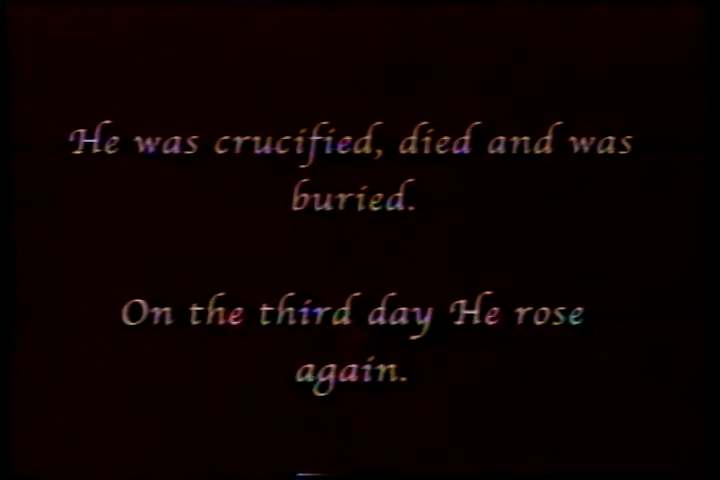 He was crucified, died and was
buried.
On the third day He rose
again.